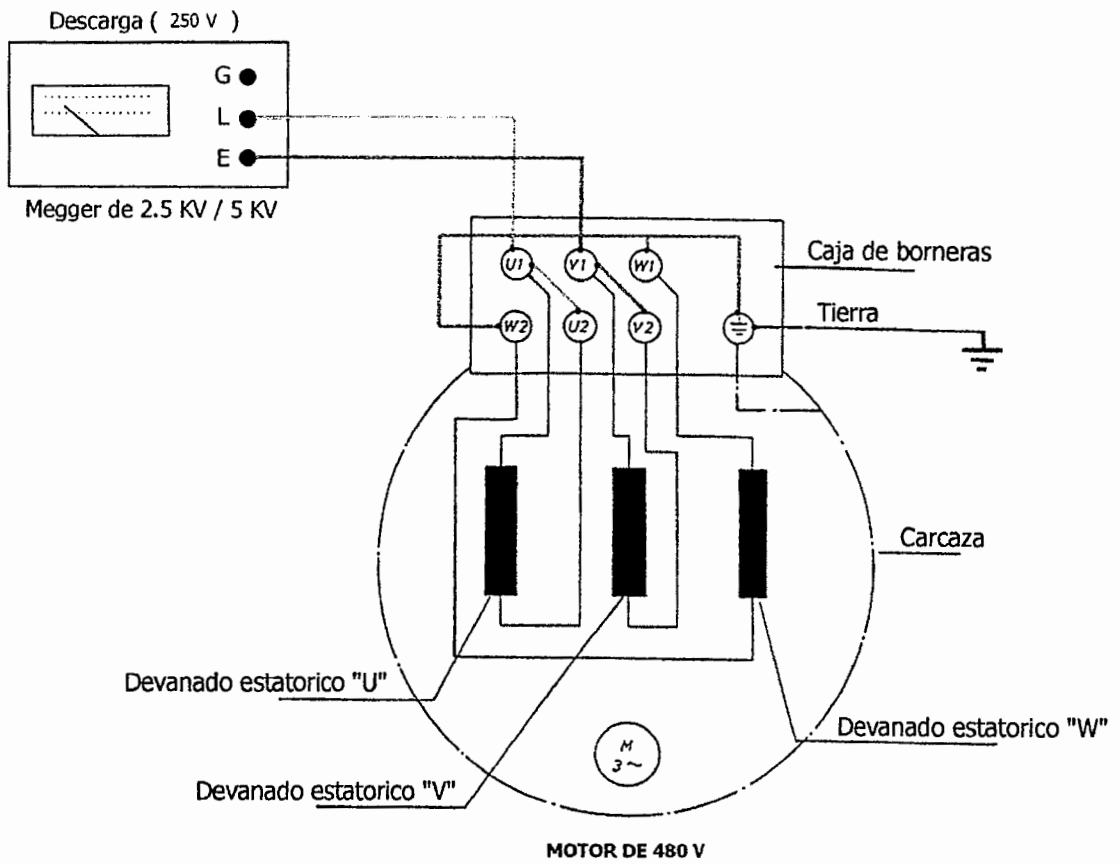 Descarga ( 250 V )
G
L
E
Megger de 2.5 KV / 5 KV
U1 V1 W1
W2 U2 V2
Caja de borneras
Tierra
Carcaza
Devanado estatorico "U"
Devanado estatorico "W"
Devanado estatorico "V"
M
3~
MOTOR DE 480 V